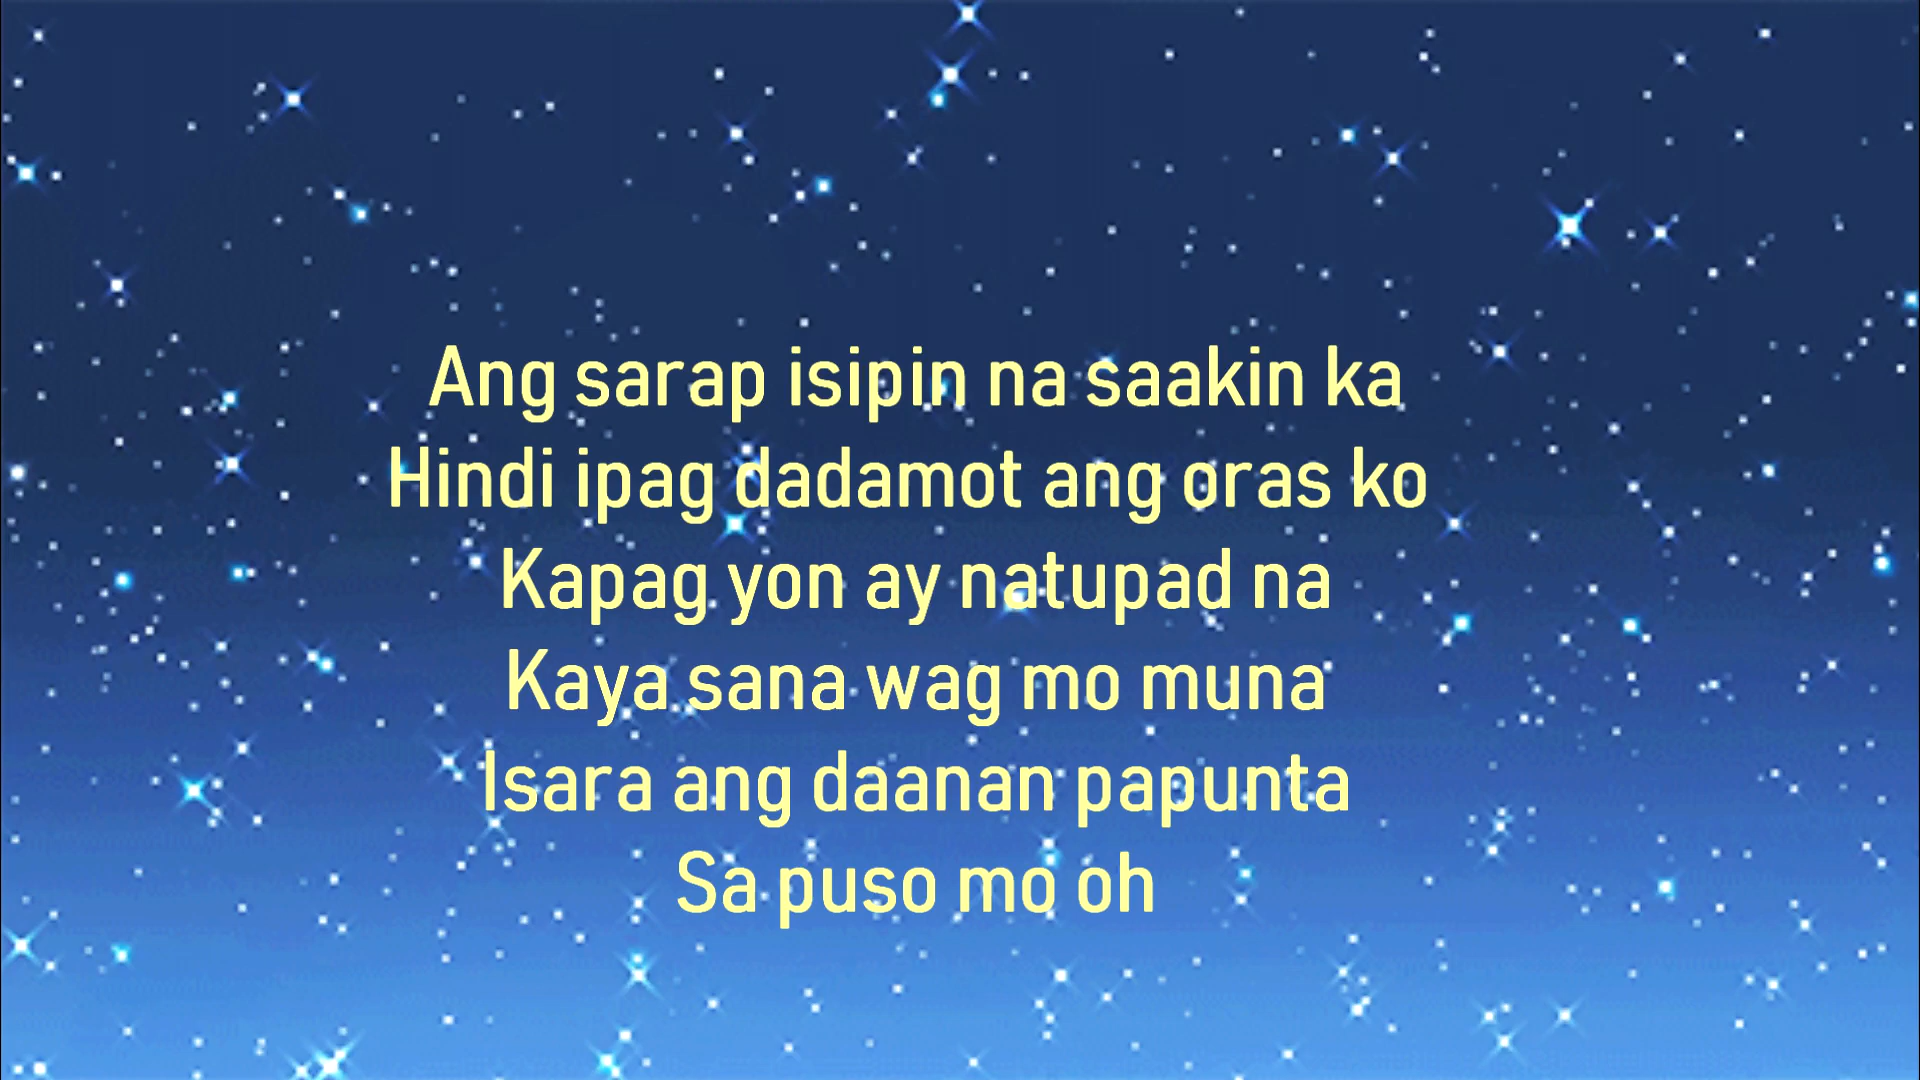 Ang sarap isipin na saakin ka
Hindi ipag dadamot ang oras ko
Kapag yon ay natupad na
Kaya sana wag mo muna
Isara ang daanan papunta
Sa puso mo oh